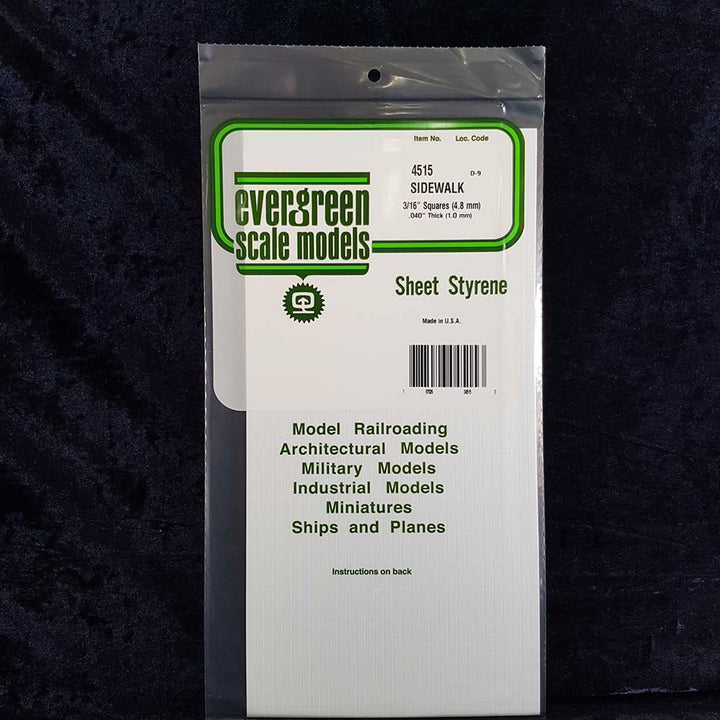 Item No. Loc. Code
4515 D-9
SIDEWALK
3/16" Squares (4.8 mm)
.040" Thick (1.0 mm)
evergreen
scale models
Sheet Styrene
Made in U.S.A.
Model Railroading
Architectural Models
Military Models
Industrial Models
Miniatures
Ships and Planes
Instructions on back